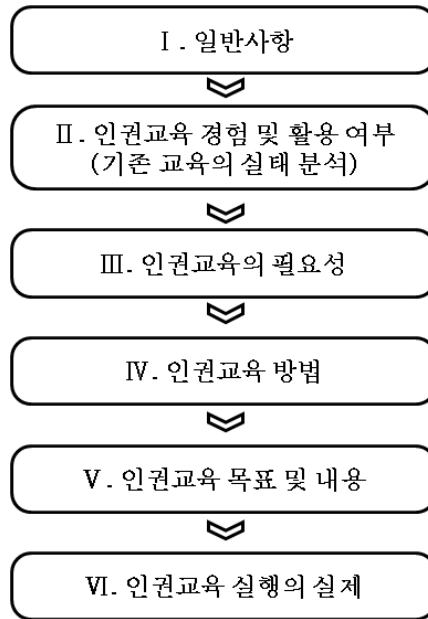 Ⅰ. 일반사항
Ⅱ. 인권교육 경험 및 활용 여부
(기존 교육의 실태 분석)
Ⅲ. 인권교육의 필요성
Ⅳ. 인권교육 방법
Ⅴ. 인권교육 목표 및 내용
Ⅵ. 인권교육 실행의 실제